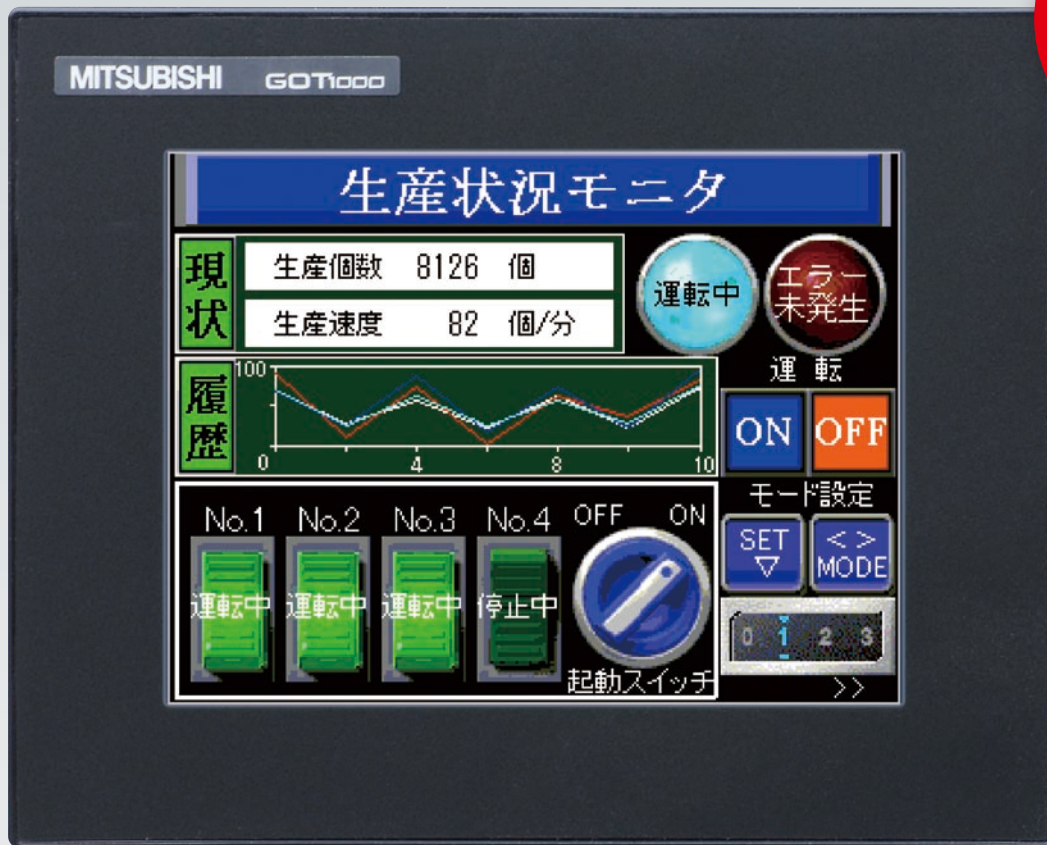 MITSUBISHI GOT1000
生産状況モニタ
現状
生産個数 8126 個
生産速度 82 個/分
運転中
エラー
未発生
履歴
100
0 4 8 10
運 転
ON OFF
No.1 No.2 No.3 No.4 OFF ON
運転中 運転中 運転中 停止中
起動スイッチ
モード設定
SET
▽
< >
MODE
0 1 2 3
>>